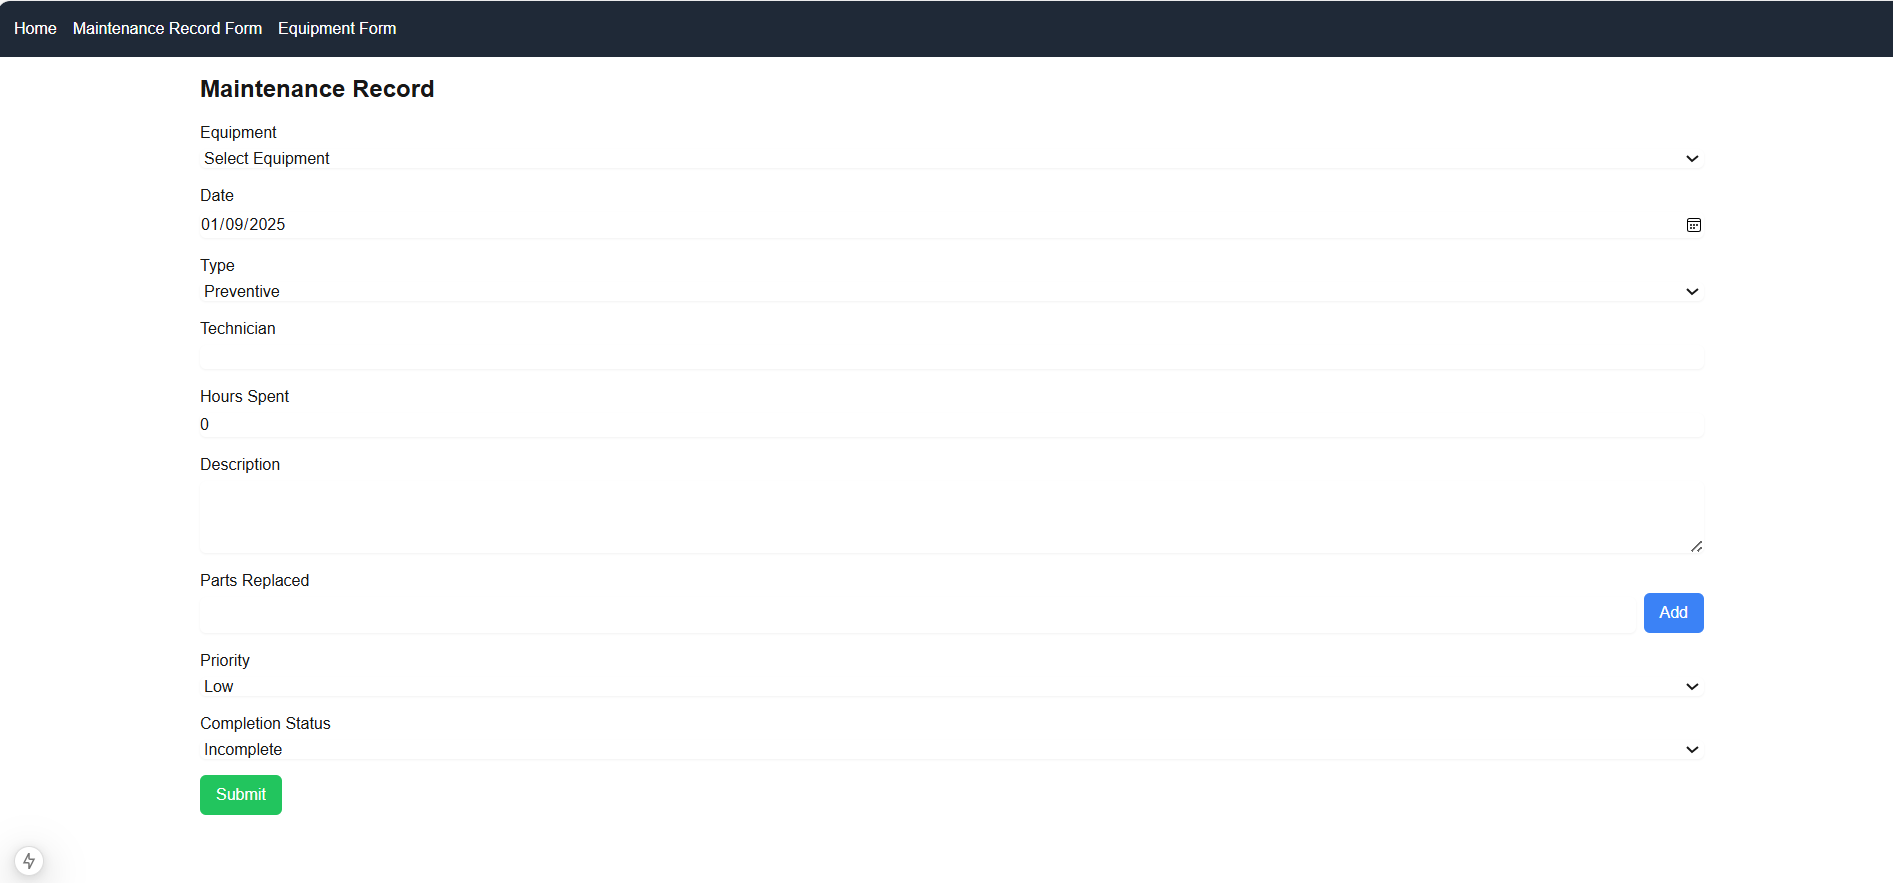 Home Maintenance Record Form Equipment Form
Maintenance Record
Equipment
Select Equipment
Date
01/09/2025
Type
Preventive
Technician
Hours Spent
0
Description
Parts Replaced
Add
Priority
Low
Completion Status
Incomplete
Submit